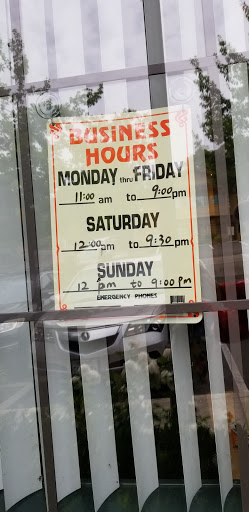 BUSINESS
HOURS
MONDAY thru FRIDAY
11:00 am to 9:00 pm
SATURDAY
12:00 pm to 9:30 pm
SUNDAY
12 pm to 9:00 Pm
EMERGENCY PHONES